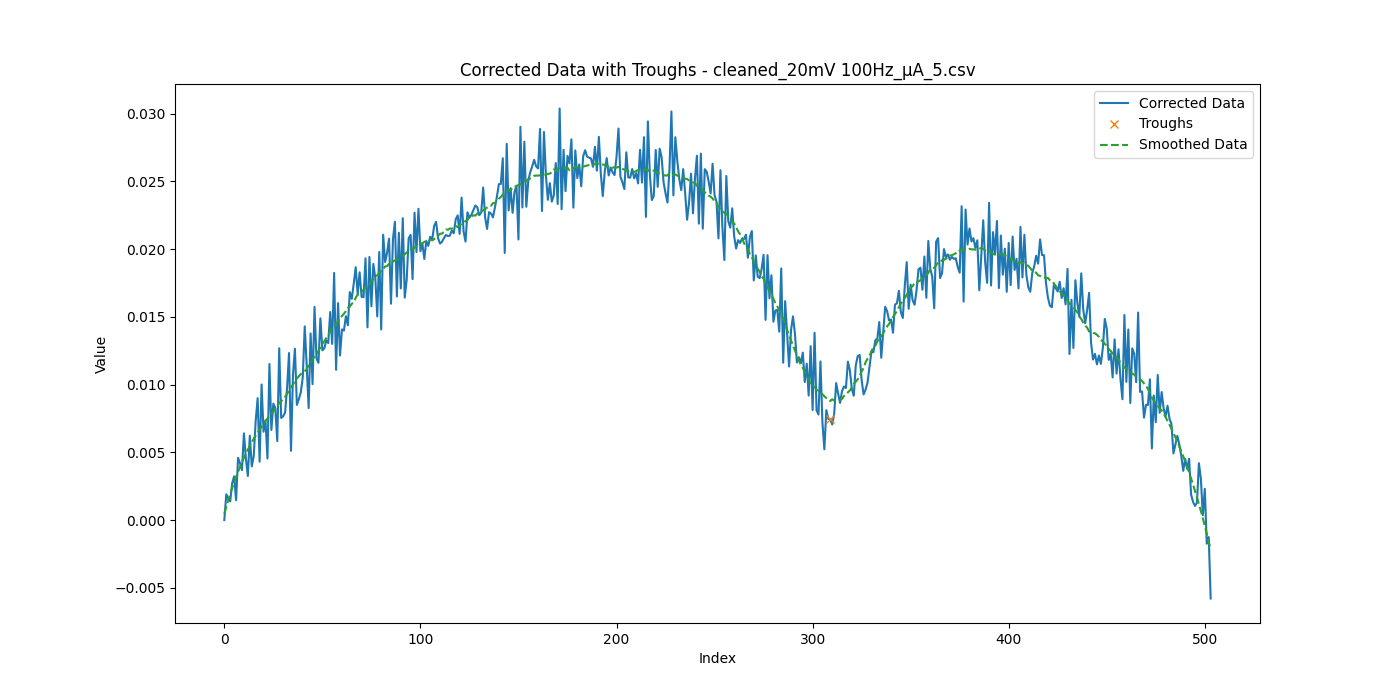 Corrected Data with Troughs - cleaned_20mV 100Hz_μA_5.csv
Corrected Data
Troughs
Smoothed Data
0.030
0.025
0.020
0.015
0.010
0.005
0.000
−0.005
Value
0 100 200 300 400 500
Index